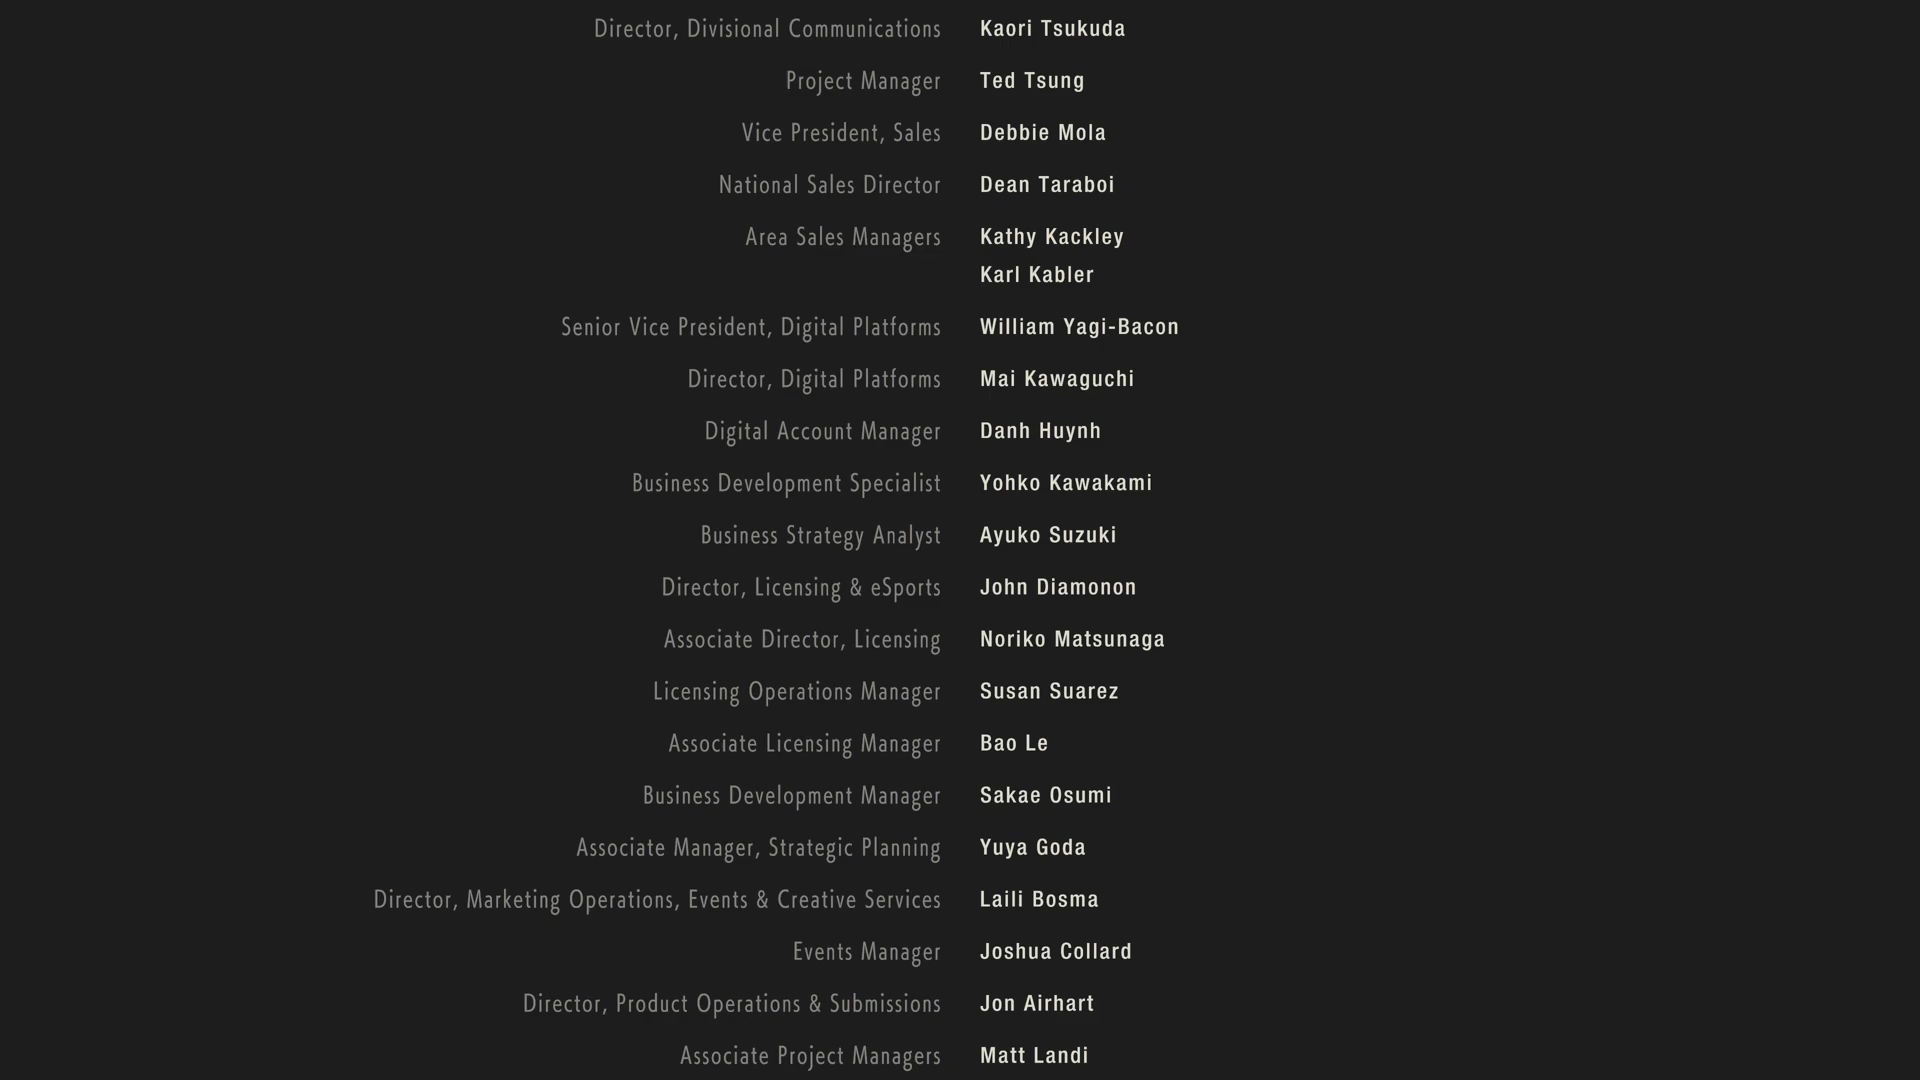 Director, Divisional Communications Kaori Tsukuda
Project Manager Ted Tsung
Vice President, Sales Debbie Mola
National Sales Director Dean Taraboi
Area Sales Managers Kathy Kackley
Karl Kabler
Senior Vice President, Digital Platforms William Yagi-Bacon
Director, Digital Platforms Mai Kawaguchi
Digital Account Manager Danh Huynh
Business Development Specialist Yohko Kawakami
Business Strategy Analyst Ayuko Suzuki
Director, Licensing & eSports John Diamonon
Associate Director, Licensing Noriko Matsunaga
Licensing Operations Manager Susan Suarez
Associate Licensing Manager Bao Le
Business Development Manager Sakae Osumi
Associate Manager, Strategic Planning Yuya Goda
Director, Marketing Operations, Events & Creative Services Laili Bosma
Events Manager Joshua Collard
Director, Product Operations & Submissions Jon Airhart
Associate Project Managers Matt Landi